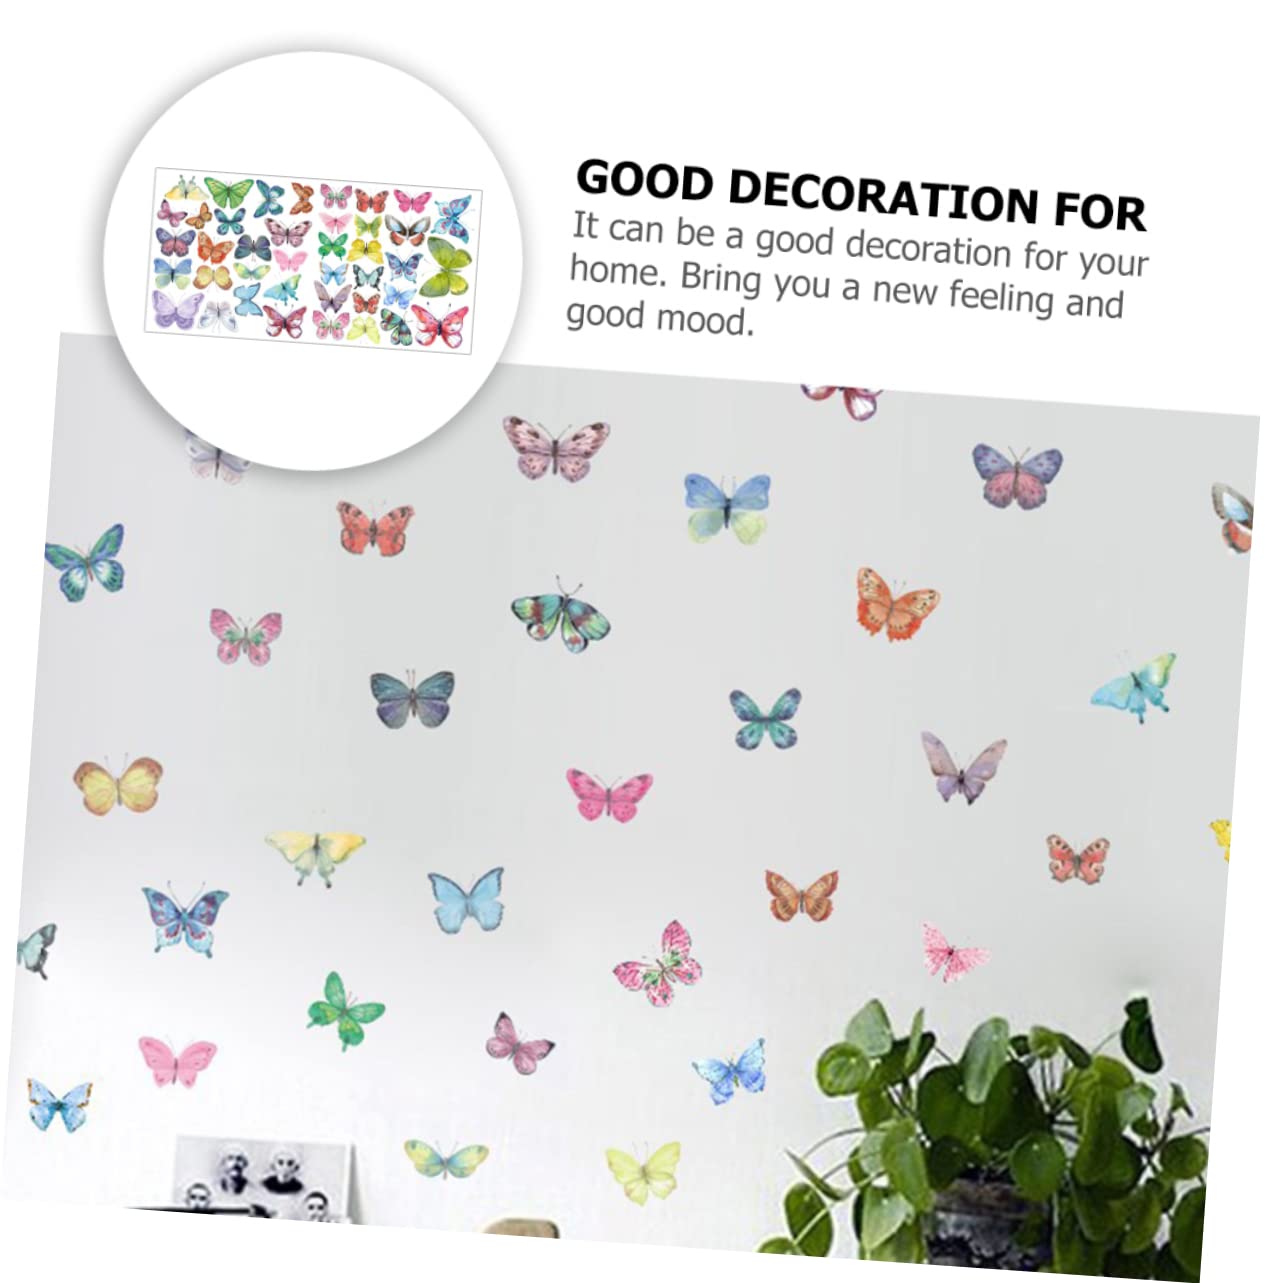 GOOD DECORATION FOR
It can be a good decoration for your
home. Bring you a new feeling and
good mood.